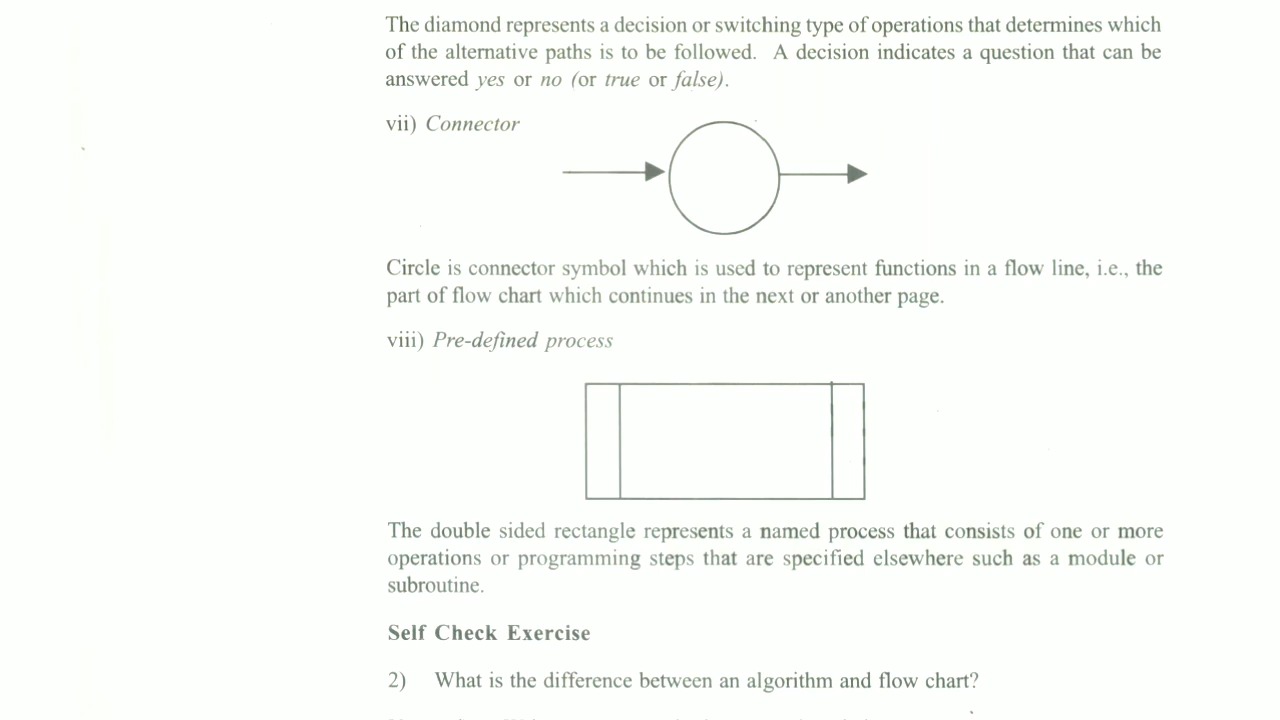 The diamond represents a decision or switching type of operations that determines which
of the alternative paths is to be followed. A decision indicates a question that can be
answered yes or no (or true or false).
vii) Connector
Circle is connector symbol which is used to represent functions in a flow line, i.e., the
part of flow chart which continues in the next or another page.
viii) Pre-defined process
The double sided rectangle represents a named process that consists of one or more
operations or programming steps that are specified elsewhere such as a module or
subroutine.
Self Check Exercise
2) What is the difference between an algorithm and flow chart?